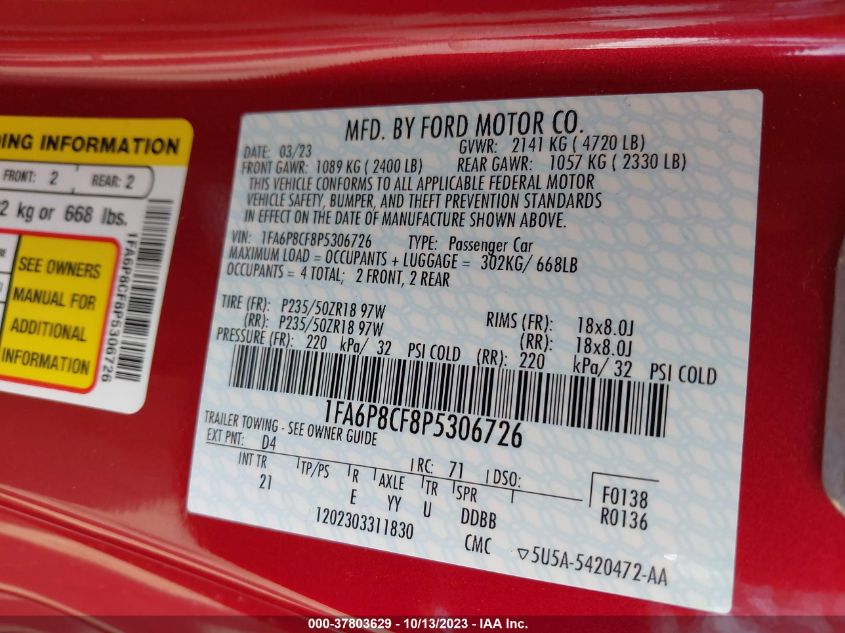 DING INFORMATION
FRONT: 2 REAR: 2
2 kg or 668 lbs.
SEE OWNERS
MANUAL FOR
ADDITIONAL
INFORMATION
1FA6P8CF8P5306726
MFD. BY FORD MOTOR CO.
DATE: 03/23 GVWR: 2141 KG ( 4720 LB)
FRONT GAWR: 1089 KG ( 2400 LB) REAR GAWR: 1057 KG ( 2330 LB)
THIS VEHICLE CONFORMS TO ALL APPLICABLE FEDERAL MOTOR
VEHICLE SAFETY, BUMPER, AND THEFT PREVENTION STANDARDS
IN EFFECT ON THE DATE OF MANUFACTURE SHOWN ABOVE.
VIN: 1FA6P8CF8P5306726 TYPE: Passenger Car
MAXIMUM LOAD = OCCUPANTS + LUGGAGE = 302KG/ 668LB
OCCUPANTS = 4 TOTAL; 2 FRONT, 2 REAR
TIRE (FR): P235/50ZR18 97W RIMS (FR): 18x8.0J
(RR): P235/50ZR18 97W (RR): 18x8.0J
PRESSURE (FR): 220 kPa/ 32 PSI COLD (RR): 220 kPa/ 32 PSI COLD
1FA6P8CF8P5306726
TRAILER TOWING - SEE OWNER GUIDE
EXT PNT: D4 RC: 71 DSO:
INT TR TP/PS R AXLE TR SPR
21 E YY U DDBB
F0138
R0136
1202303311830 CMC ▽5U5A-5420472-AA
000-37803629 - 10/13/2023 - IAA Inc.